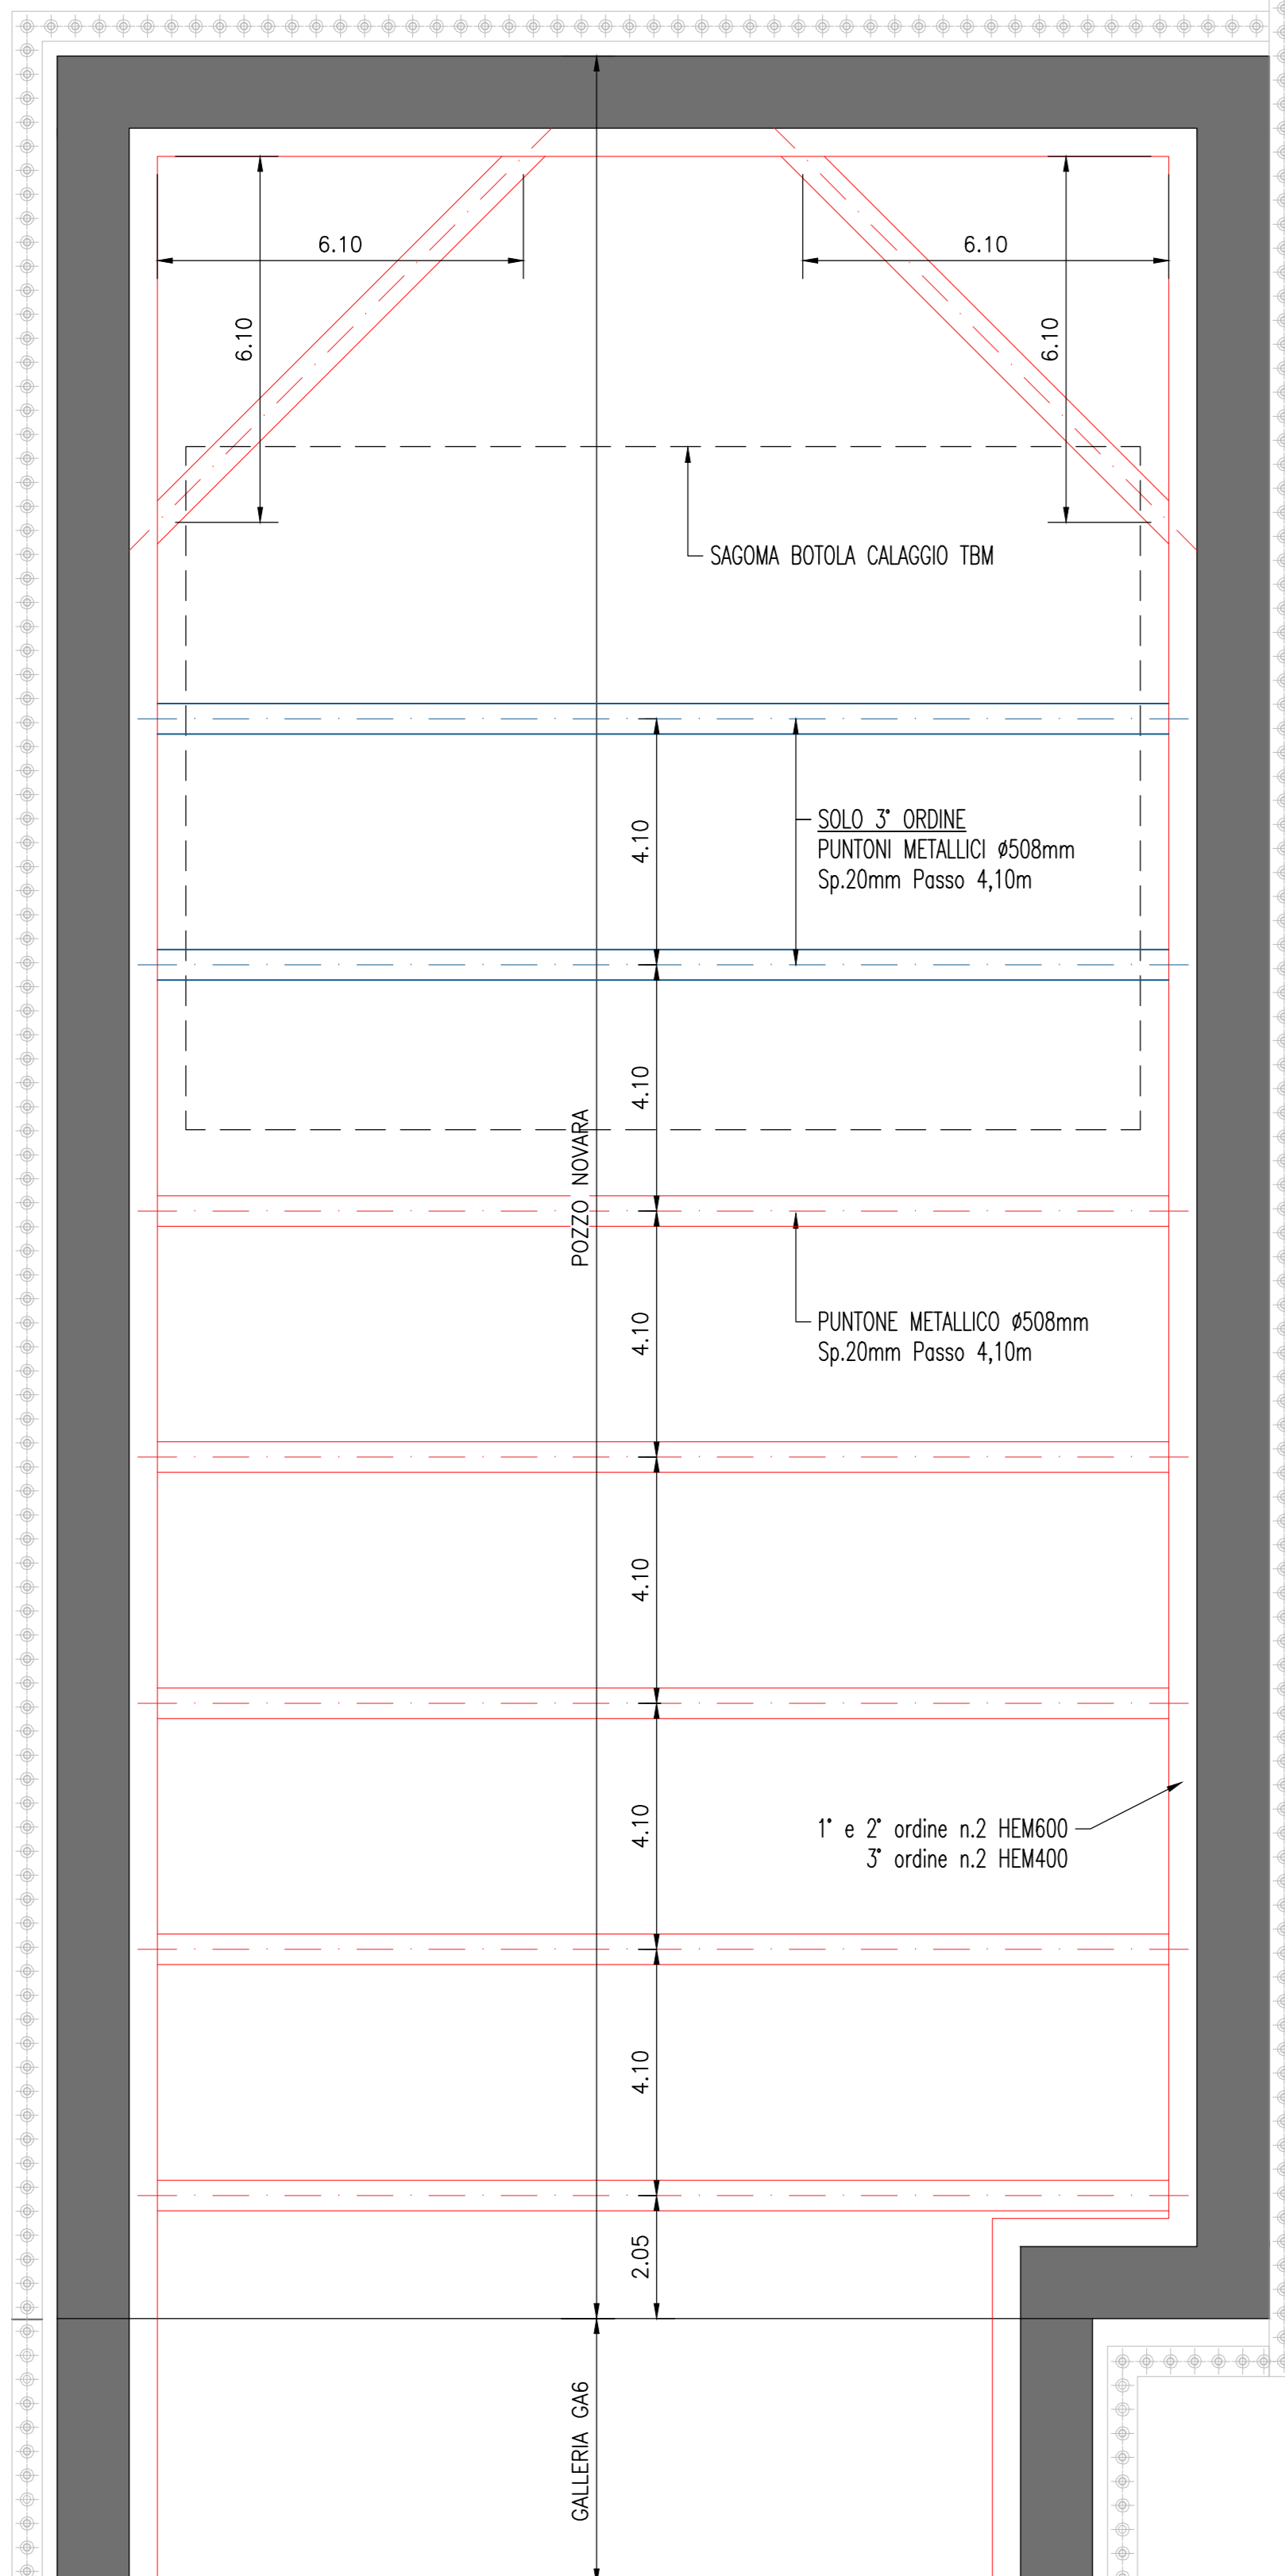 6.10
6.10
6.10
6.10
SAGOMA BOTOLA CALAGGIO TBM
4.10
SOLO 3° ORDINE
PUNTONI METALLICI ø508mm
Sp.20mm Passo 4,10m
4.10
POZZO NOVARA
4.10
PUNTONE METALLICO ø508mm
Sp.20mm Passo 4,10m
4.10
4.10
1° e 2° ordine n.2 HEM600
3° ordine n.2 HEM400
4.10
2.05
GALLERIA GA6